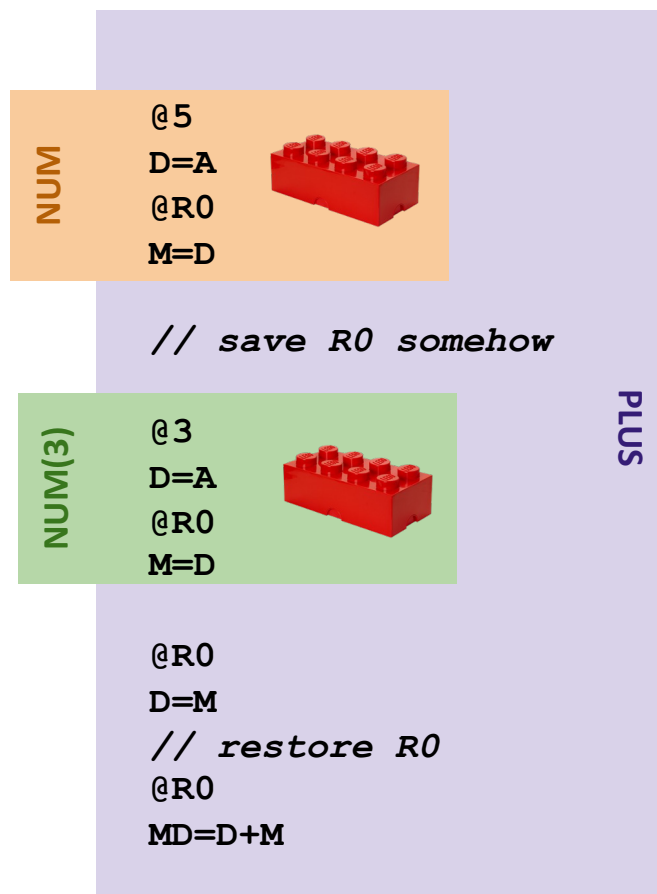 NUM
@5
D=A
@R0
M=D
// save R0 somehow
NUM(3)
@3
D=A
@R0
M=D
PLUS
@R0
D=M
// restore R0
@R0
MD=D+M